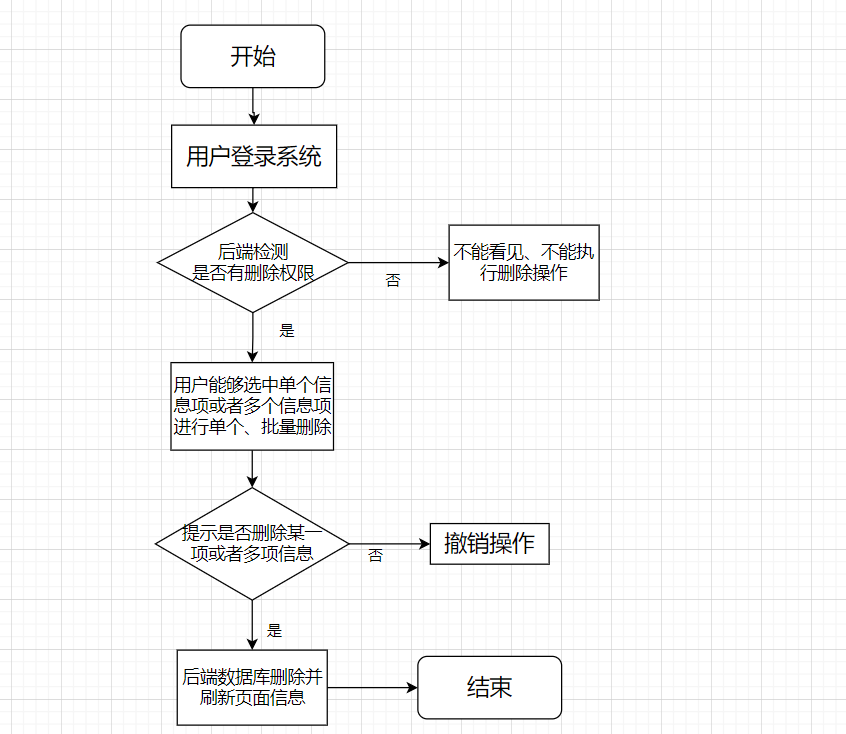 开始
用户登录系统
后端检测
是否有删除权限
否
不能看见、不能执
行删除操作
是
用户能够选中单个信
息项或者多个信息项
进行单个、批量删除
提示是否删除某一
项或者多项信息
否
撤销操作
是
后端数据库删除并
刷新页面信息
结束